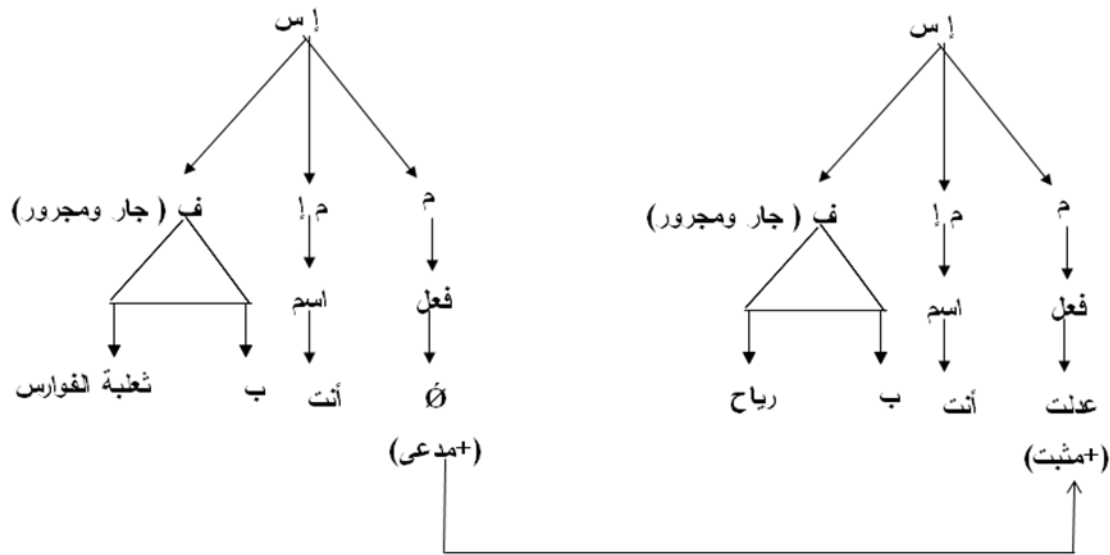 إ س إ س
م م إ ف ( جار ومجرور) م م إ ف ( جار ومجرور)
فعل اسم فعل اسم
عدلت أنت ب رياح Ǿ أنت ب ثعلبة الفوارس
(+مثبت) (+مدعى)